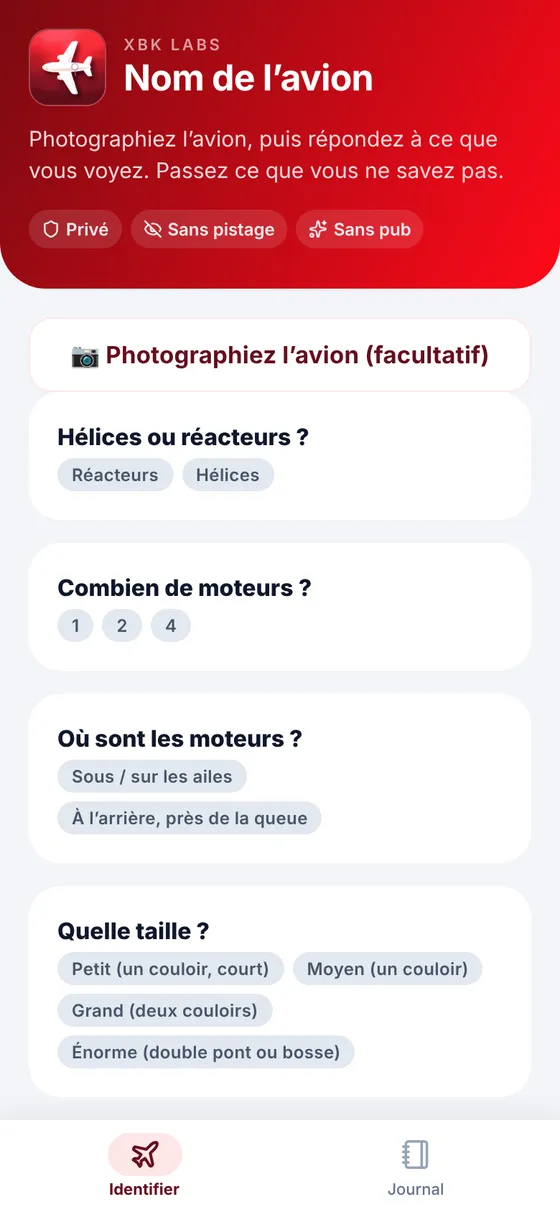 XBK LABS
Nom de l’avion
Photographiez l’avion, puis répondez à ce que
vous voyez. Passez ce que vous ne savez pas.
Privé
Sans pistage
Sans pub
Photographiez l’avion (facultatif)
Hélices ou réacteurs ?
Réacteurs
Hélices
Combien de moteurs ?
1
2
4
Où sont les moteurs ?
Sous / sur les ailes
À l’arrière, près de la queue
Quelle taille ?
Petit (un couloir, court)
Moyen (un couloir)
Grand (deux couloirs)
Énorme (double pont ou bosse)
Identifier
Journal